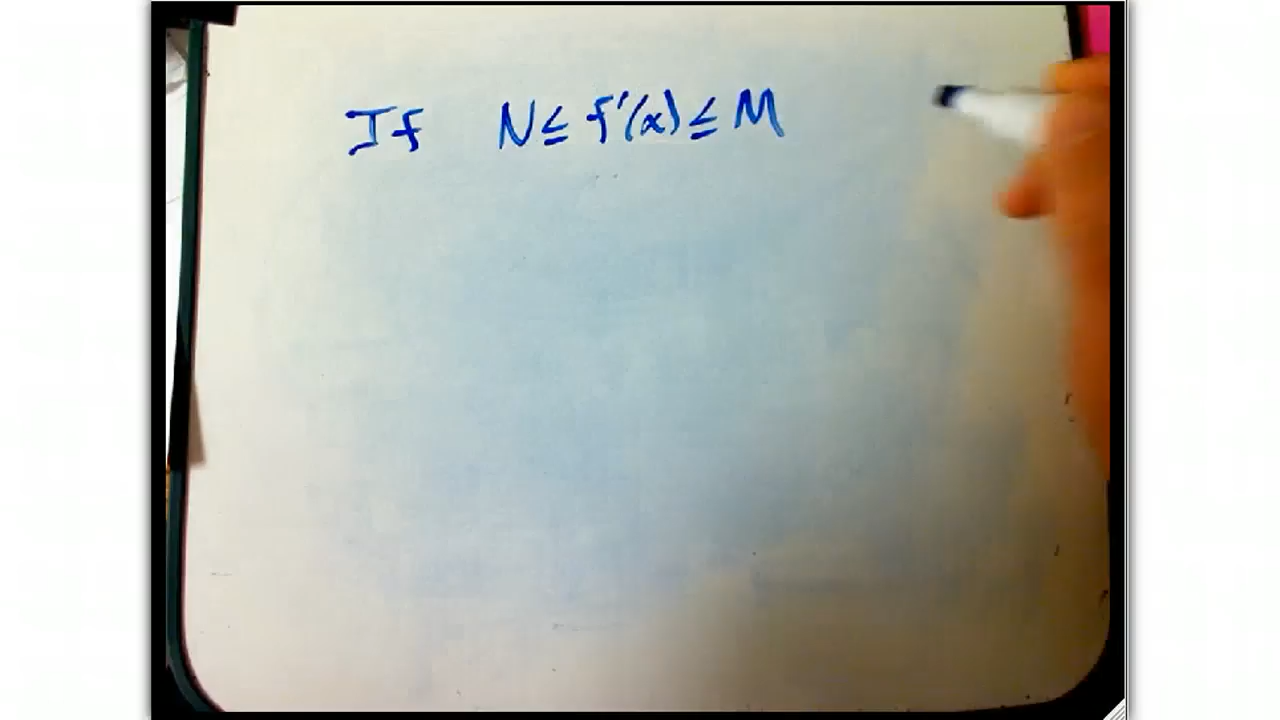 If N ≤ f'(x) ≤ M